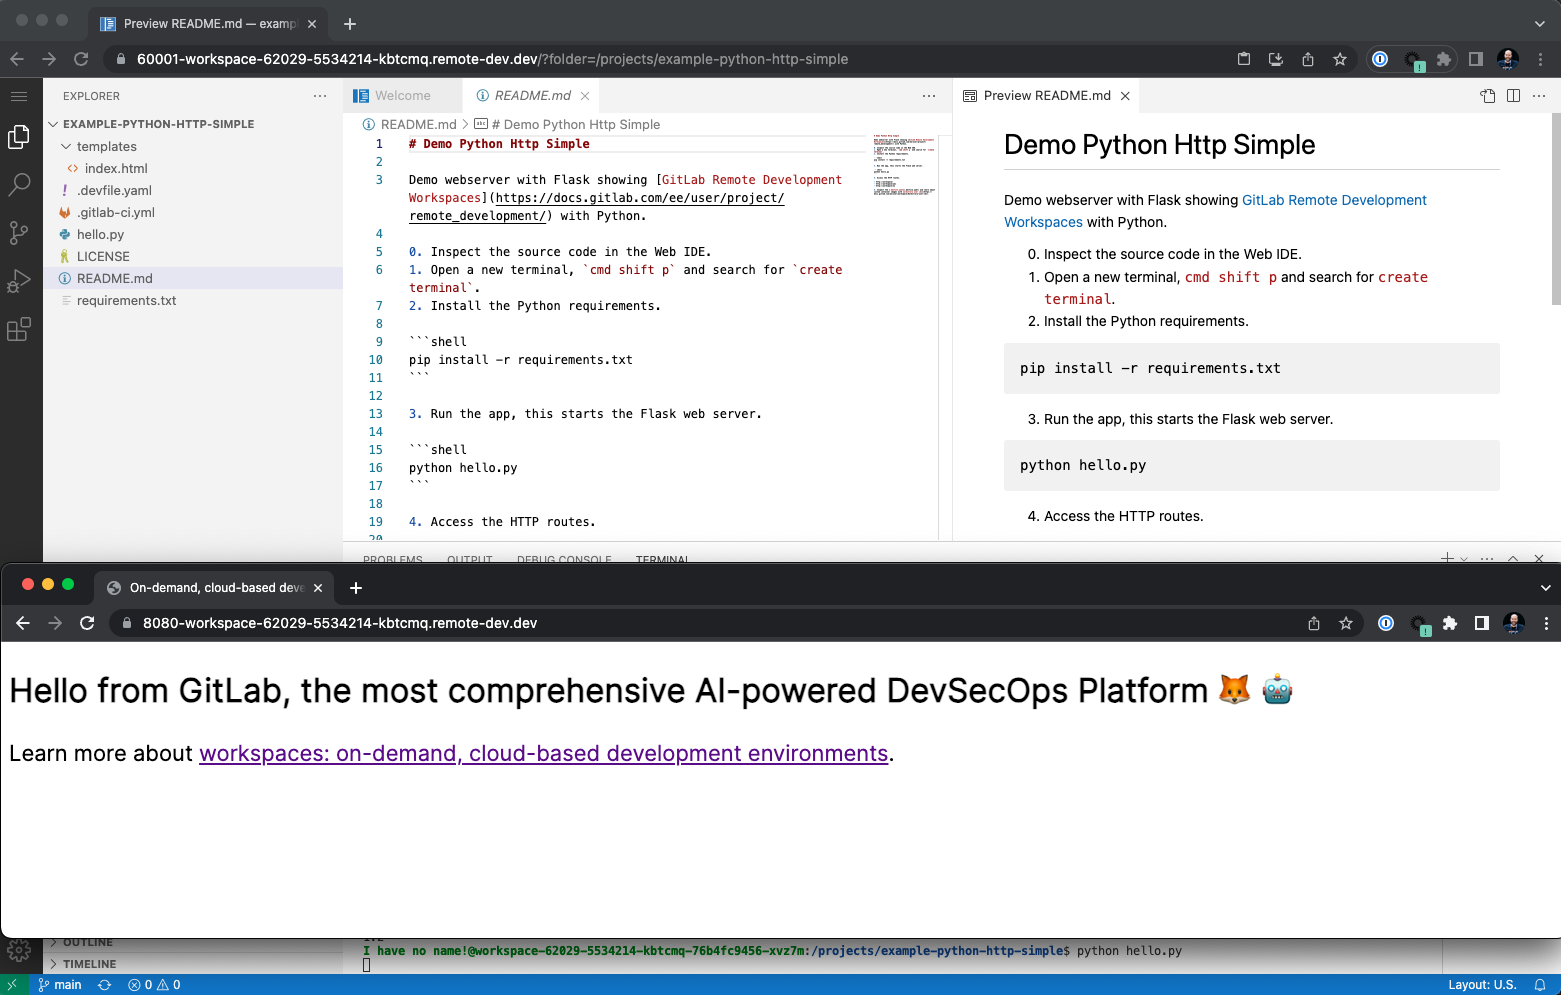 Preview README.md — examp
60001-workspace-62029-5534214-kbtcmq.remote-dev.dev/?folder=/projects/example-python-http-simple
EXPLORER
EXAMPLE-PYTHON-HTTP-SIMPLE
templates
index.html
.devfile.yaml
.gitlab-ci.yml
hello.py
LICENSE
README.md
requirements.txt
Welcome
README.md
README.md > # Demo Python Http Simple
1 # Demo Python Http Simple
2
3 Demo webserver with Flask showing [GitLab Remote Development
Workspaces](https://docs.gitlab.com/ee/user/project/
remote_development/) with Python.
4
5 0. Inspect the source code in the Web IDE.
6 1. Open a new terminal, `cmd shift p` and search for `create
terminal`.
7 2. Install the Python requirements.
8
9 ```shell
10 pip install -r requirements.txt
11 ```
12
13 3. Run the app, this starts the Flask web server.
14
15 ```shell
16 python hello.py
17 ```
18
19 4. Access the HTTP routes.
20
Preview README.md
Demo Python Http Simple
Demo webserver with Flask showing GitLab Remote Development
Workspaces with Python.
0. Inspect the source code in the Web IDE.
1. Open a new terminal, cmd shift p and search for create
terminal.
2. Install the Python requirements.
pip install -r requirements.txt
3. Run the app, this starts the Flask web server.
python hello.py
4. Access the HTTP routes.
PROBLEMS OUTPUT DEBUG CONSOLE TERMINAL
On-demand, cloud-based deve
8080-workspace-62029-5534214-kbtcmq.remote-dev.dev
Hello from GitLab, the most comprehensive AI-powered DevSecOps Platform 🦊 🤖
Learn more about workspaces: on-demand, cloud-based development environments.
OUTLINE
TIMELINE
I have no name!@workspace-62029-5534214-kbtcmq-76b4fc9456-xvz7m:/projects/example-python-http-simple$ python hello.py
main 0 0
Layout: U.S.